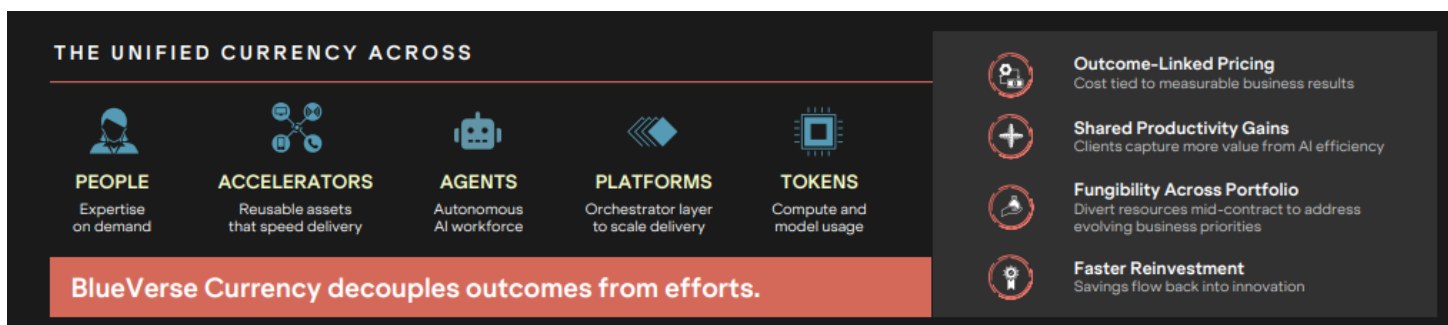 THE UNIFIED CURRENCY ACROSS
PEOPLE
Expertise
on demand
ACCELERATORS
Reusable assets
that speed delivery
AGENTS
Autonomous
AI workforce
PLATFORMS
Orchestrator layer
to scale delivery
TOKENS
Compute and
model usage
BlueVerse Currency decouples outcomes from efforts.
Outcome-Linked Pricing
Cost tied to measurable business results
Shared Productivity Gains
Clients capture more value from AI efficiency
Fungibility Across Portfolio
Divert resources mid-contract to address
evolving business priorities
Faster Reinvestment
Savings flow back into innovation